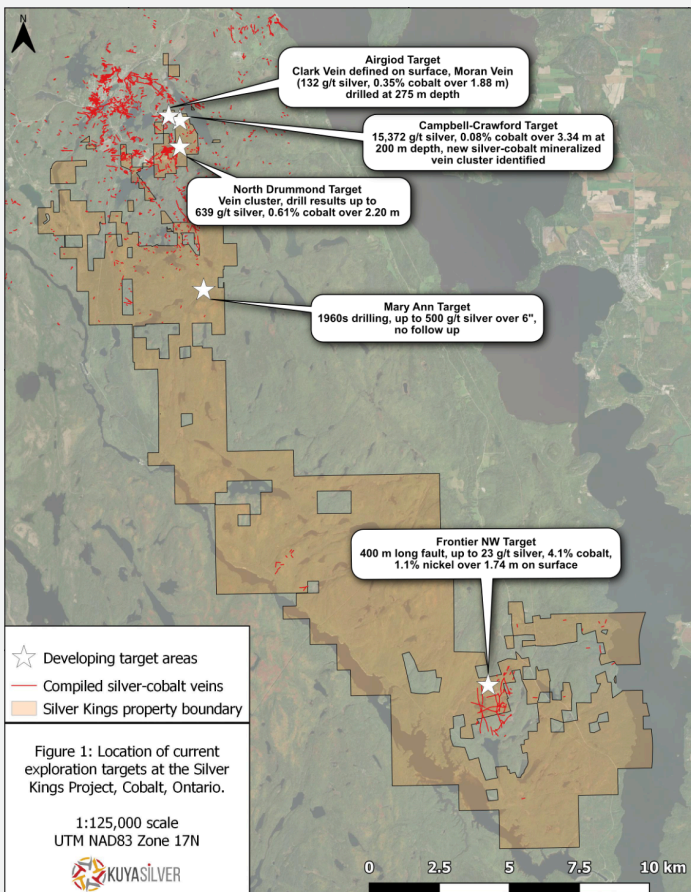 N
Airgiod Target
Clark Vein defined on surface, Moran Vein
(132 g/t silver, 0.35% cobalt over 1.88 m)
drilled at 275 m depth
Campbell-Crawford Target
15,372 g/t silver, 0.08% cobalt over 3.34 m at
200 m depth, new silver-cobalt mineralized
vein cluster identified
North Drummond Target
Vein cluster, drill results up to
639 g/t silver, 0.61% cobalt over 2.20 m
Mary Ann Target
1960s drilling, up to 500 g/t silver over 6",
no follow up
Frontier NW Target
400 m long fault, up to 23 g/t silver, 4.1% cobalt,
1.1% nickel over 1.74 m on surface
Developing target areas
Compiled silver-cobalt veins
Silver Kings property boundary
Figure 1: Location of current
exploration targets at the Silver
Kings Project, Cobalt, Ontario.
1:125,000 scale
UTM NAD83 Zone 17N
KUYASILVER
0 2.5 5 7.5 10 km